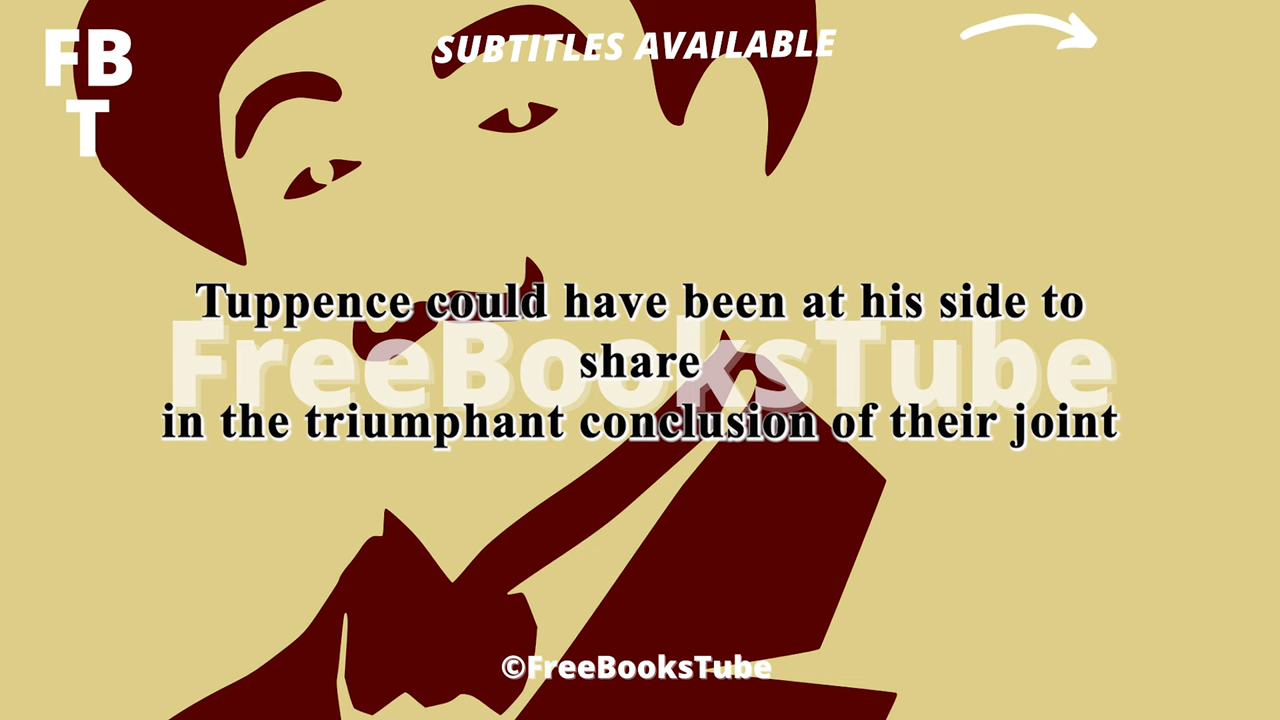 FB
T
SUBTITLES AVAILABLE
Tuppence could have been at his side to
share
FreeBooksTube
in the triumphant conclusion of their joint
©FreeBooksTube